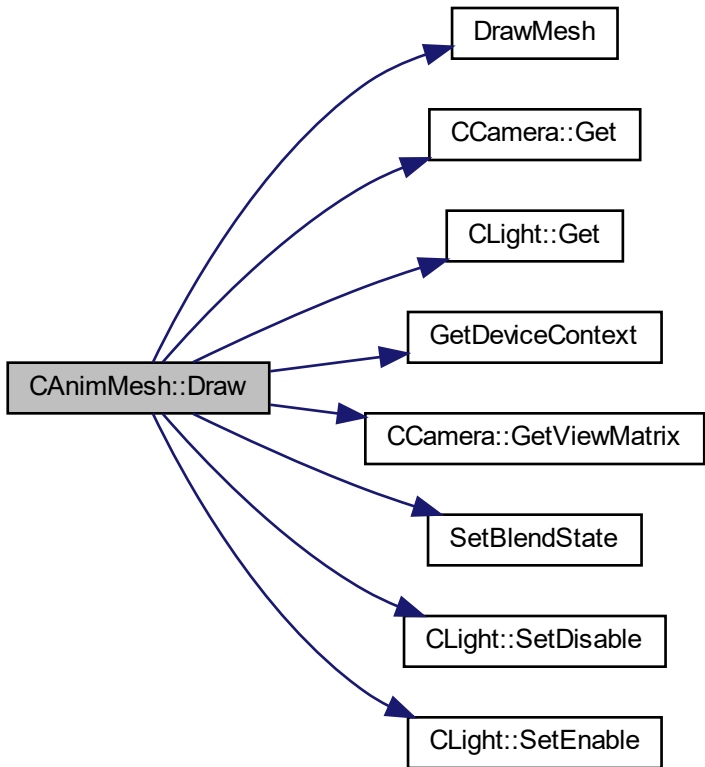 DrawMesh
CCamera::Get
CLight::Get
GetDeviceContext
CAnimMesh::Draw
CCamera::GetViewMatrix
SetBlendState
CLight::SetDisable
CLight::SetEnable